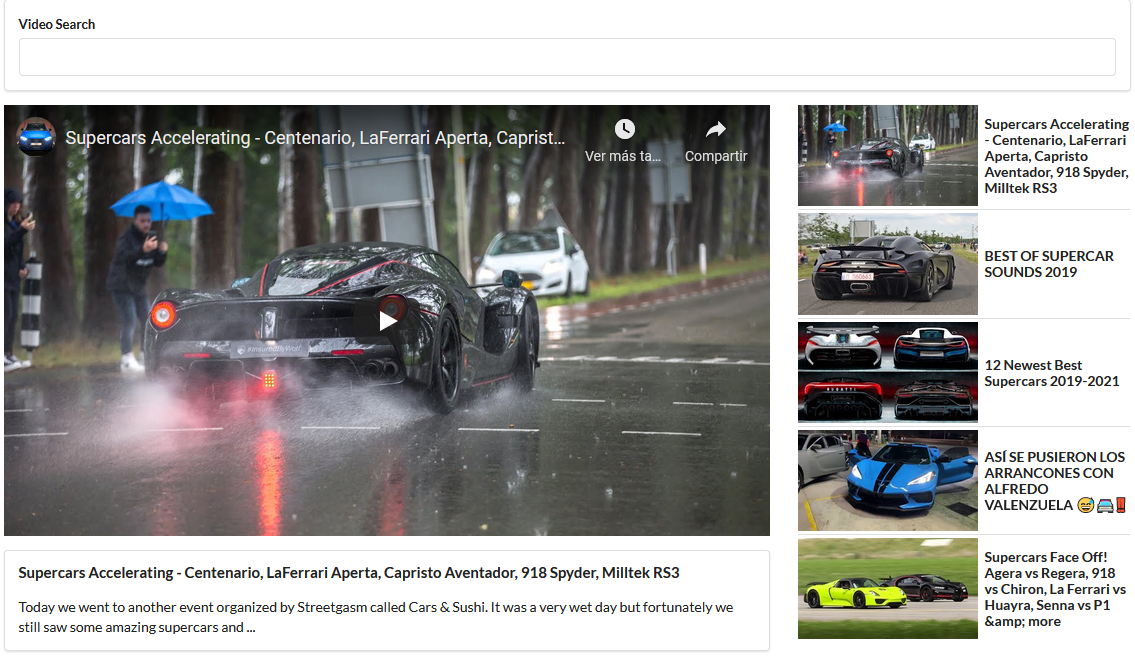 Video Search
Supercars Accelerating - Centenario, LaFerrari Aperta, Caprist...
Ver más ta...
Compartir
#InsuredByWolf
Supercars Accelerating - Centenario, LaFerrari Aperta, Capristo Aventador, 918 Spyder, Milltek RS3
Today we went to another event organized by Streetgasm called Cars & Sushi. It was a very wet day but fortunately we
still saw some amazing supercars and ...
Supercars Accelerating
- Centenario, LaFerrari
Aperta, Capristo
Aventador, 918 Spyder,
Milltek RS3
BEST OF SUPERCAR
SOUNDS 2019
BUGATTI
12 Newest Best
Supercars 2019-2021
ASÍ SE PUSIERON LOS
ARRANCONES CON
ALFREDO
VALENZUELA 😅🚘❗
Supercars Face Off!
Agera vs Regera, 918
vs Chiron, La Ferrari vs
Huayra, Senna vs P1
&amp; more